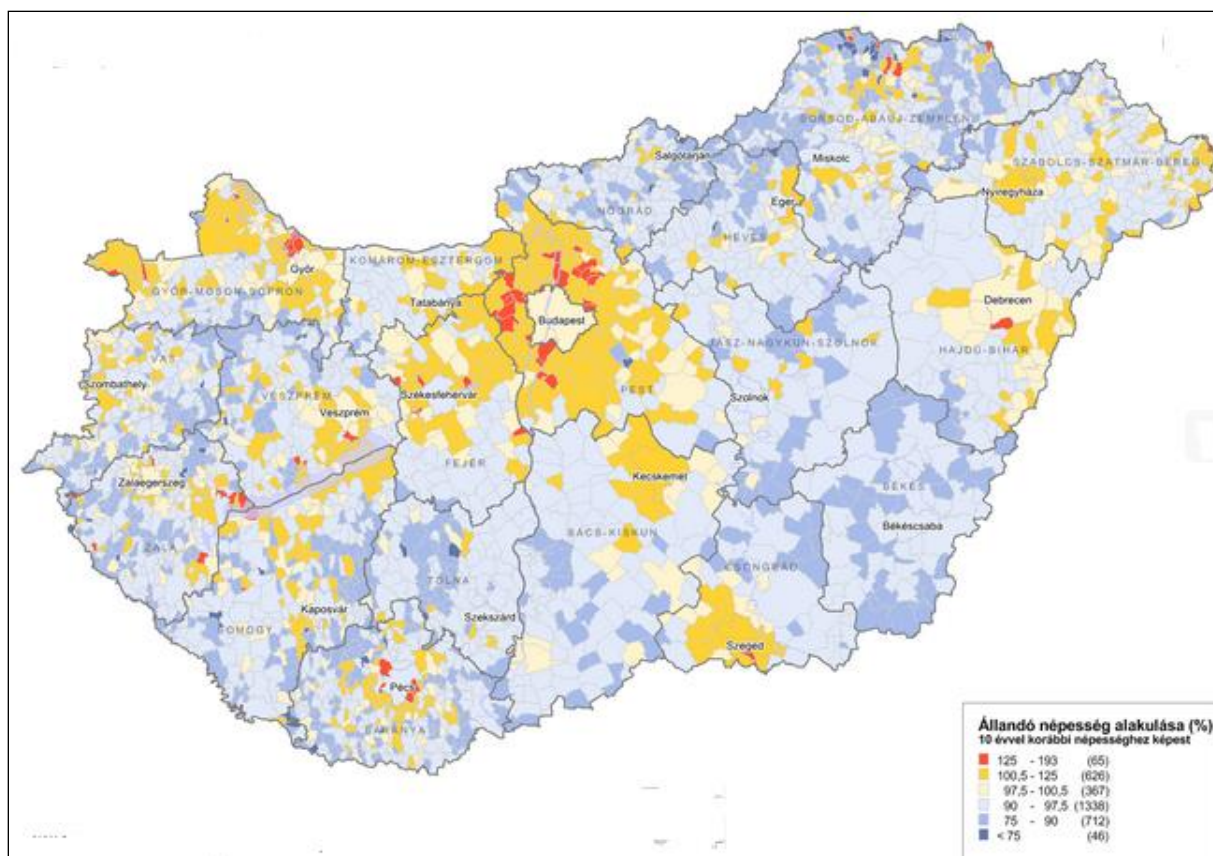 BORSOD-ABAÚJ-ZEMPLÉN
Salgótarján
Miskolc
SZABOLCS-SZATMÁR-BEREG
Nyíregyháza
Eger
NÓGRÁD
HEVES
KOMÁROM-ESZTERGOM
Győr
GYŐR-MOSON-SOPRON
Tatabánya
Budapest
Debrecen
HAJDÚ-BIHAR
JÁSZ-NAGYKUN-SZOLNOK
VAS
Szombathely
VESZPRÉM
Veszprém
Székesfehérvár
PEST
Szolnok
FEJÉR
Kecskemét
Zalaegerszeg
BÉKÉS
Békéscsaba
BÁCS-KISKUN
CSONGRÁD
ZALA
TOLNA
Kaposvár
Szekszárd
SOMOGY
Szeged
Pécs
BARANYA
Állandó népesség alakulása (%)
10 évvel korábbi népességhez képest
125 - 193 (65)
100,5 - 125 (626)
97,5 - 100,5 (367)
90 - 97,5 (1338)
75 - 90 (712)
< 75 (46)